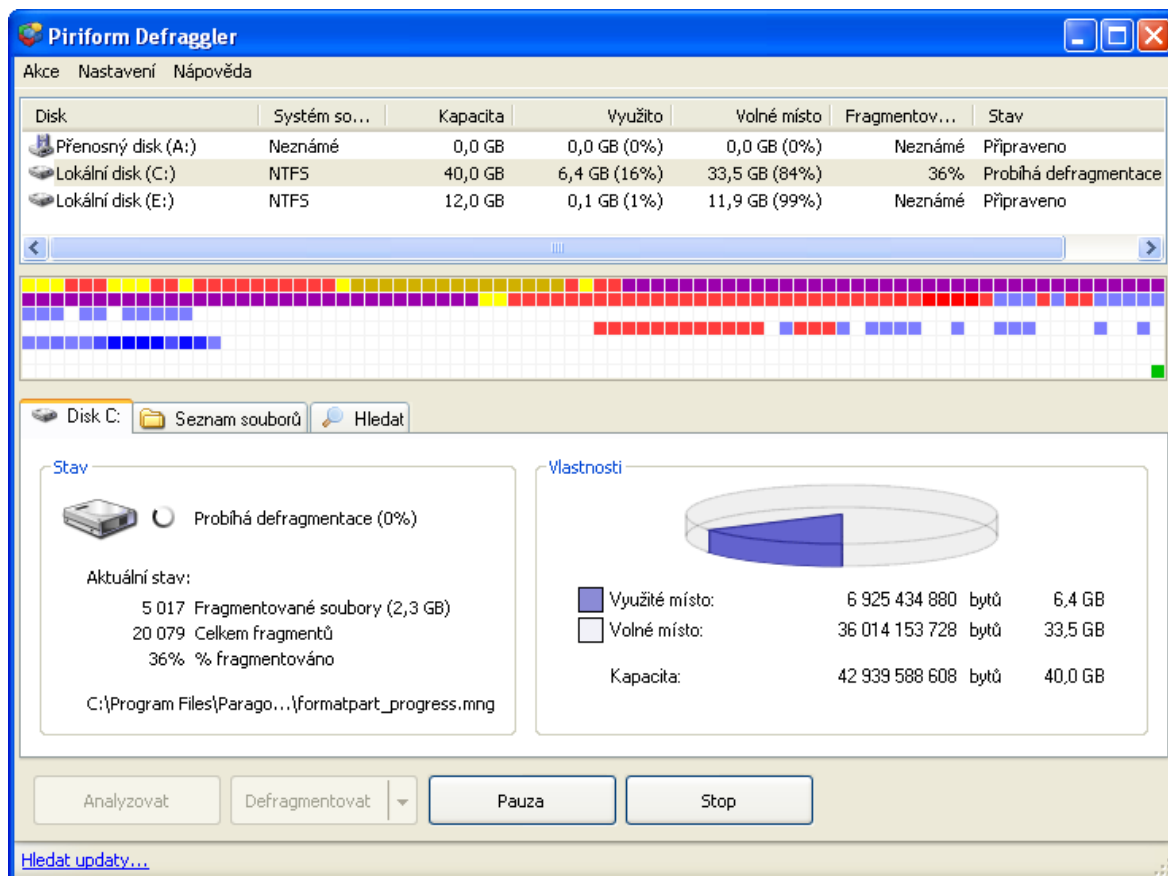 Piriform Defraggler
Akce Nastavení Nápověda
Disk Systém so... Kapacita Využito Volné místo Fragmentov... Stav
Přenosný disk (A:) Neznámé 0,0 GB 0,0 GB (0%) 0,0 GB (0%) Neznámé Připraveno
Lokální disk (C:) NTFS 40,0 GB 6,4 GB (16%) 33,5 GB (84%) 36% Probíhá defragmentace
Lokální disk (E:) NTFS 12,0 GB 0,1 GB (1%) 11,9 GB (99%) Neznámé Připraveno
Disk C: Seznam souborů Hledat
Stav
Probíhá defragmentace (0%)
Aktuální stav:
5 017 Fragmentované soubory (2,3 GB)
20 079 Celkem fragmentů
36% % fragmentováno
C:\Program Files\Parago...\formatpart_progress.mng
Vlastnosti
Využité místo: 6 925 434 880 bytů 6,4 GB
Volné místo: 36 014 153 728 bytů 33,5 GB
Kapacita: 42 939 588 608 bytů 40,0 GB
Analyzovat Defragmentovat Pauza Stop
Hledat updaty...